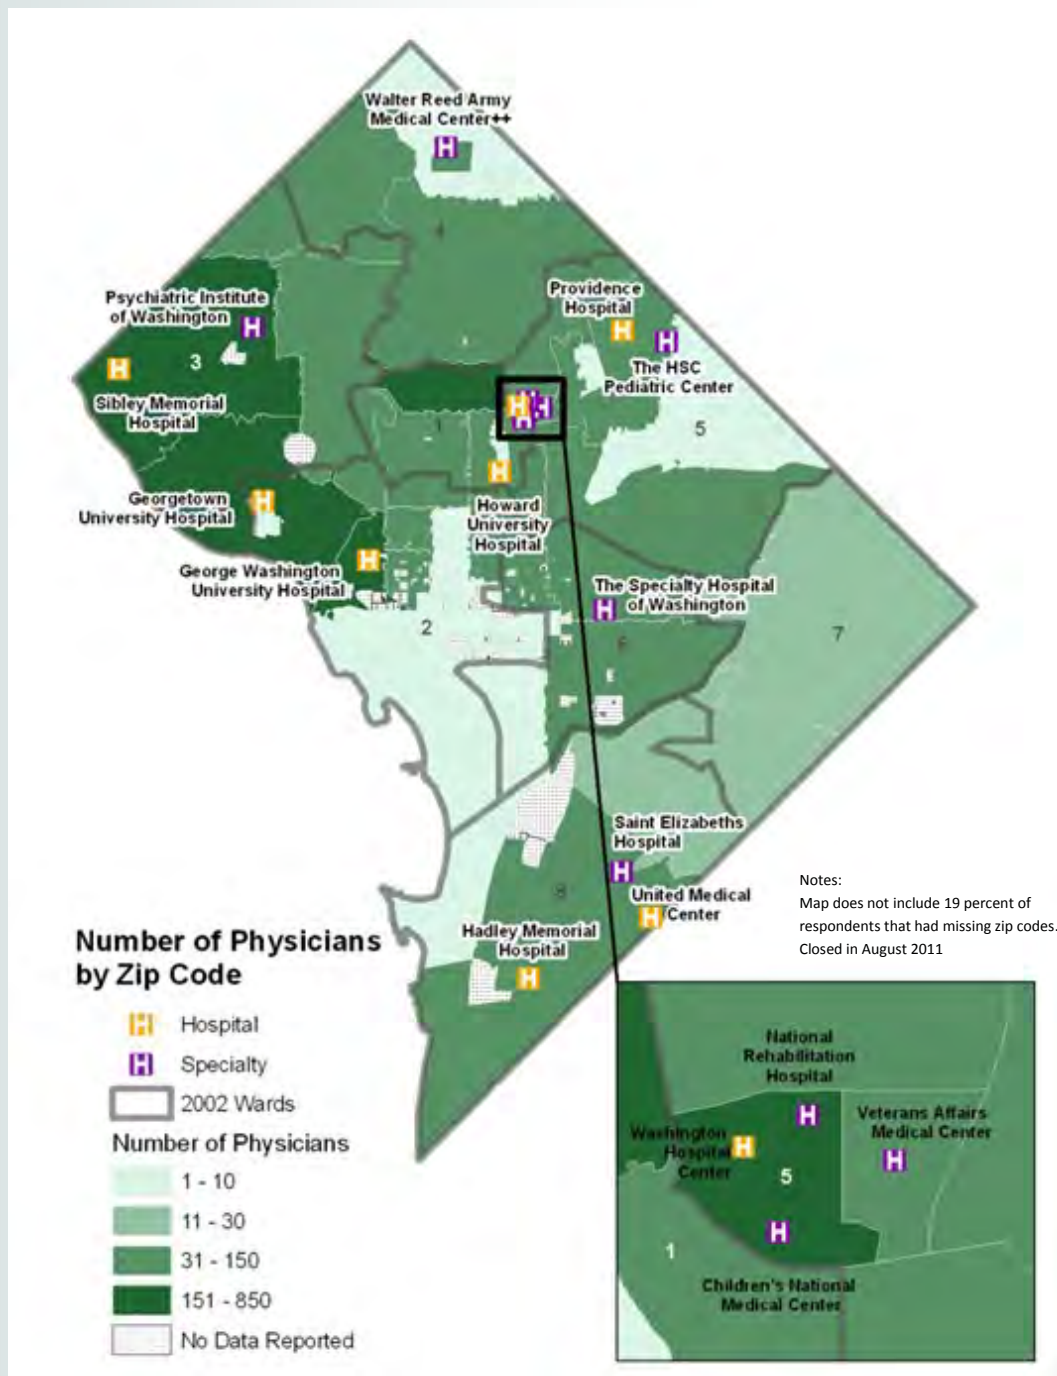 Walter Reed Army
Medical Center++
4
Psychiatric Institute
of Washington
3
Sibley Memorial
Hospital
Providence
Hospital
The HSC
Pediatric Center
5
1
Georgetown
University Hospital
Howard
University
Hospital
George Washington
University Hospital
The Specialty Hospital
of Washington
2
6
7
Saint Elizabeths
Hospital
United Medical
Center
8
Hadley Memorial
Hospital
Notes:
Map does not include 19 percent of
respondents that had missing zip codes.
Closed in August 2011
Number of Physicians
by Zip Code
H Hospital
H Specialty
2002 Wards
Number of Physicians
1 - 10
11 - 30
31 - 150
151 - 850
No Data Reported
National
Rehabilitation
Hospital
Veterans Affairs
Medical Center
Washington
Hospital
Center
5
1
Children's National
Medical Center